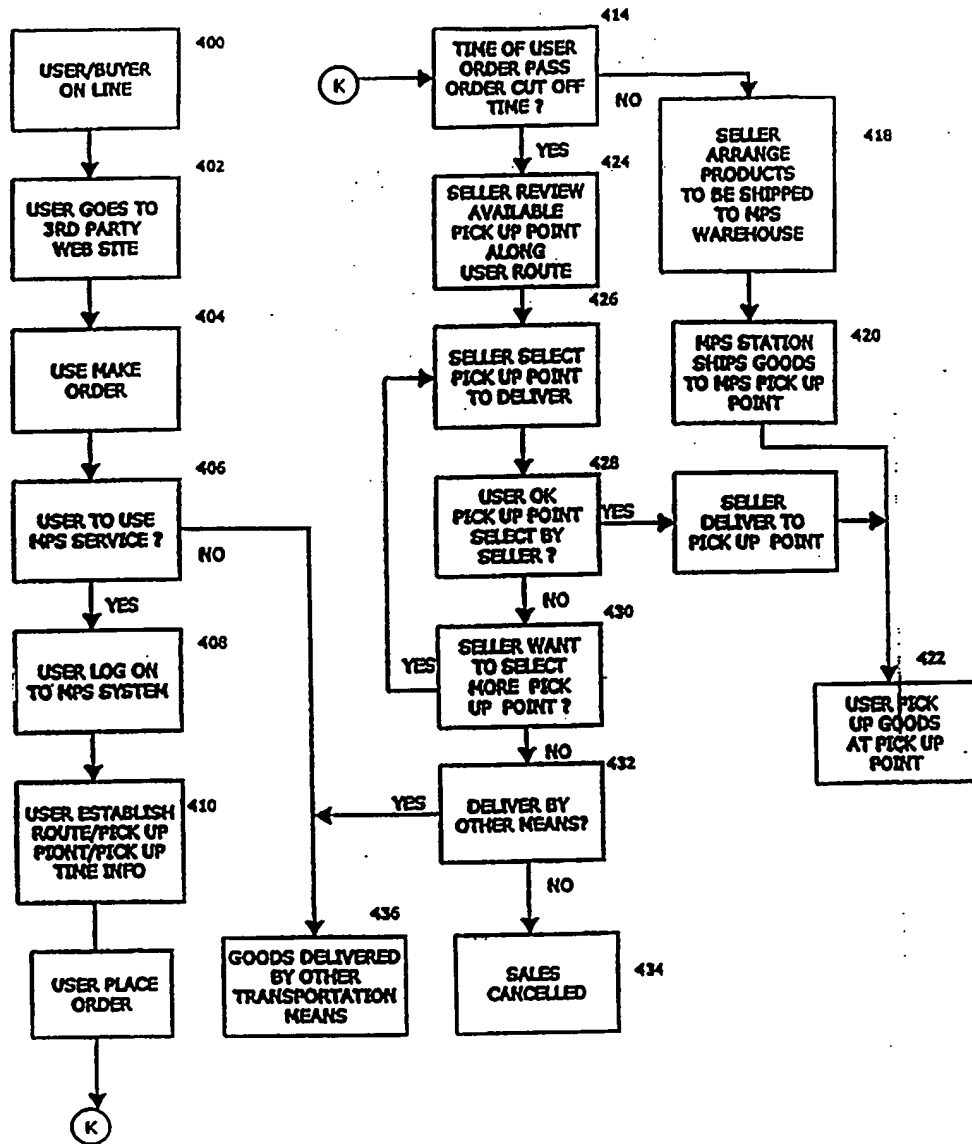 400
USER/BUYER
ON LINE
402
USER GOES TO
3RD PARTY
WEB SITE
404
USE MAKE
ORDER
406
USER TO USE
MPS SERVICE ?
NO
YES
408
USER LOG ON
TO MPS SYSTEM
410
USER ESTABLISH
ROUTE/PICK UP
PIONT/PICK UP
TIME INFO
USER PLACE
ORDER
K
K
414
TIME OF USER
ORDER PASS
ORDER CUT OFF
TIME ?
NO
YES
424
SELLER REVIEW
AVAILABLE
PICK UP POINT
ALONG
USER ROUTE
426
SELLER SELECT
PICK UP POINT
TO DELIVER
428
USER OK
PICK UP POINT
SELECT BY
SELLER ?
YES
NO
430
SELLER WANT
TO SELECT
MORE PICK
UP POINT ?
YES
NO
432
DELIVER BY
OTHER MEANS?
YES
NO
436
GOODS DELIVERED
BY OTHER
TRANSPORTATION
MEANS
434
SALES
CANCELLED
418
SELLER
ARRANGE
PRODUCTS
TO BE SHIPPED
TO MPS
WAREHOUSE
420
MPS STATION
SHIPS GOODS
TO MPS PICK UP
POINT
SELLER
DELIVER TO
PICK UP POINT
422
USER PICK
UP GOODS
AT PICK UP
POINT